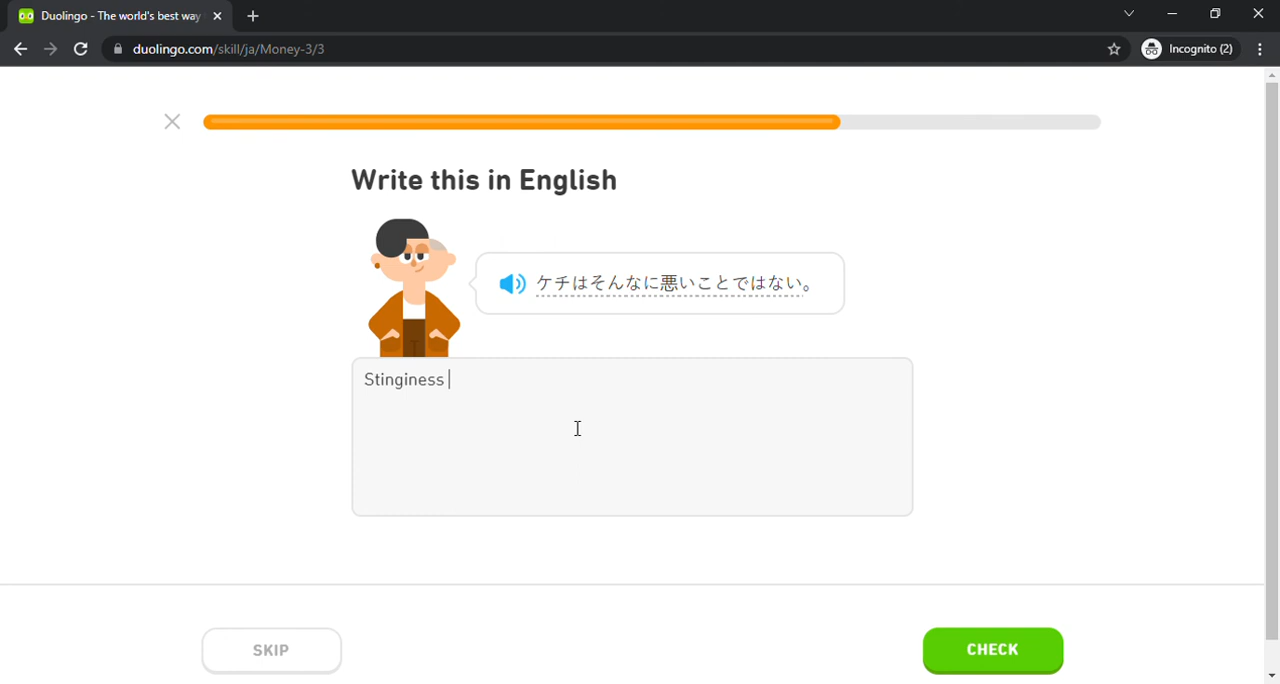 Duolingo - The world's best way
duolingo.com/skill/ja/Money-3/3
Incognito (2)
Write this in English
ケチはそんなに悪いことではない。
Stinginess
SKIP
CHECK